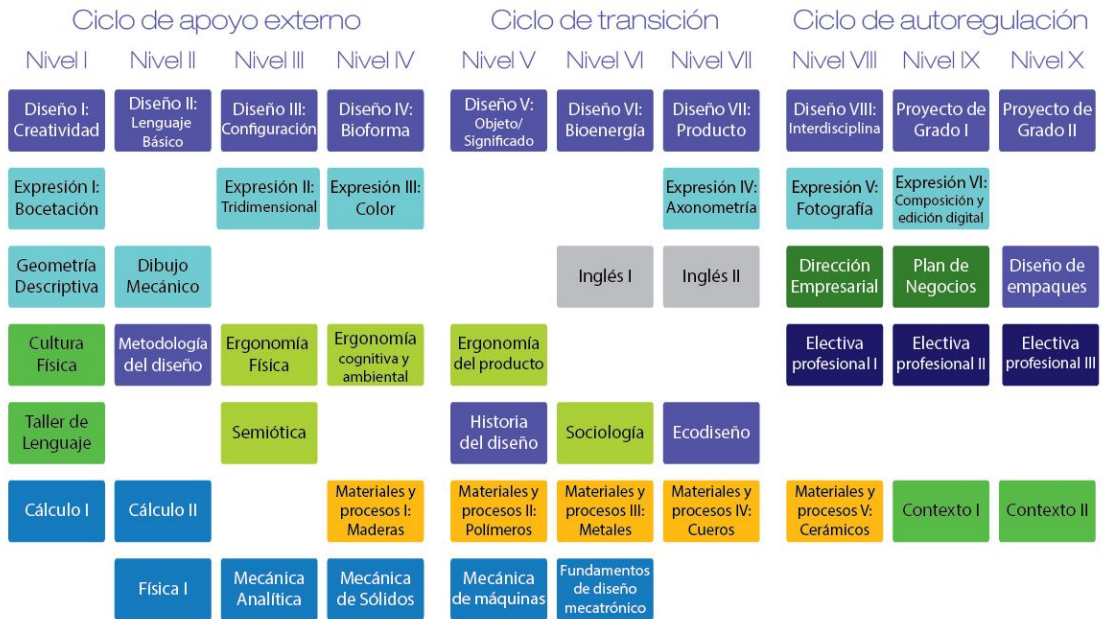 Ciclo de apoyo externo
Ciclo de transición
Ciclo de autoregulación
Nivel I
Nivel II
Nivel III
Nivel IV
Nivel V
Nivel VI
Nivel VII
Nivel VIII
Nivel IX
Nivel X
Diseño I:
Creatividad
Diseño II:
Lenguaje
Básico
Diseño III:
Configuración
Diseño IV:
Bioforma
Diseño V:
Objeto/
Significado
Diseño VI:
Bioenergía
Diseño VII:
Producto
Diseño VIII:
Interdisciplina
Proyecto de
Grado I
Proyecto de
Grado II
Expresión I:
Bocetación
Expresión II:
Tridimensional
Expresión III:
Color
Expresión IV:
Axonometría
Expresión V:
Fotografía
Expresión VI:
Composición y
edición digital
Geometría
Descriptiva
Dibujo
Mecánico
Inglés I
Inglés II
Dirección
Empresarial
Plan de
Negocios
Diseño de
empaques
Cultura
Física
Metodología
del diseño
Ergonomía
Física
Ergonomía
cognitiva y
ambiental
Ergonomía
del producto
Electiva
profesional I
Electiva
profesional II
Electiva
profesional III
Taller de
Lenguaje
Semiótica
Historia
del diseño
Sociología
Ecodiseño
Cálculo I
Cálculo II
Materiales y
procesos I:
Maderas
Materiales y
procesos II:
Polímeros
Materiales y
procesos III:
Metales
Materiales y
procesos IV:
Cueros
Materiales y
procesos V:
Cerámicos
Contexto I
Contexto II
Física I
Mecánica
Analítica
Mecánica
de Sólidos
Mecánica
de máquinas
Fundamentos
de diseño
mecatrónico